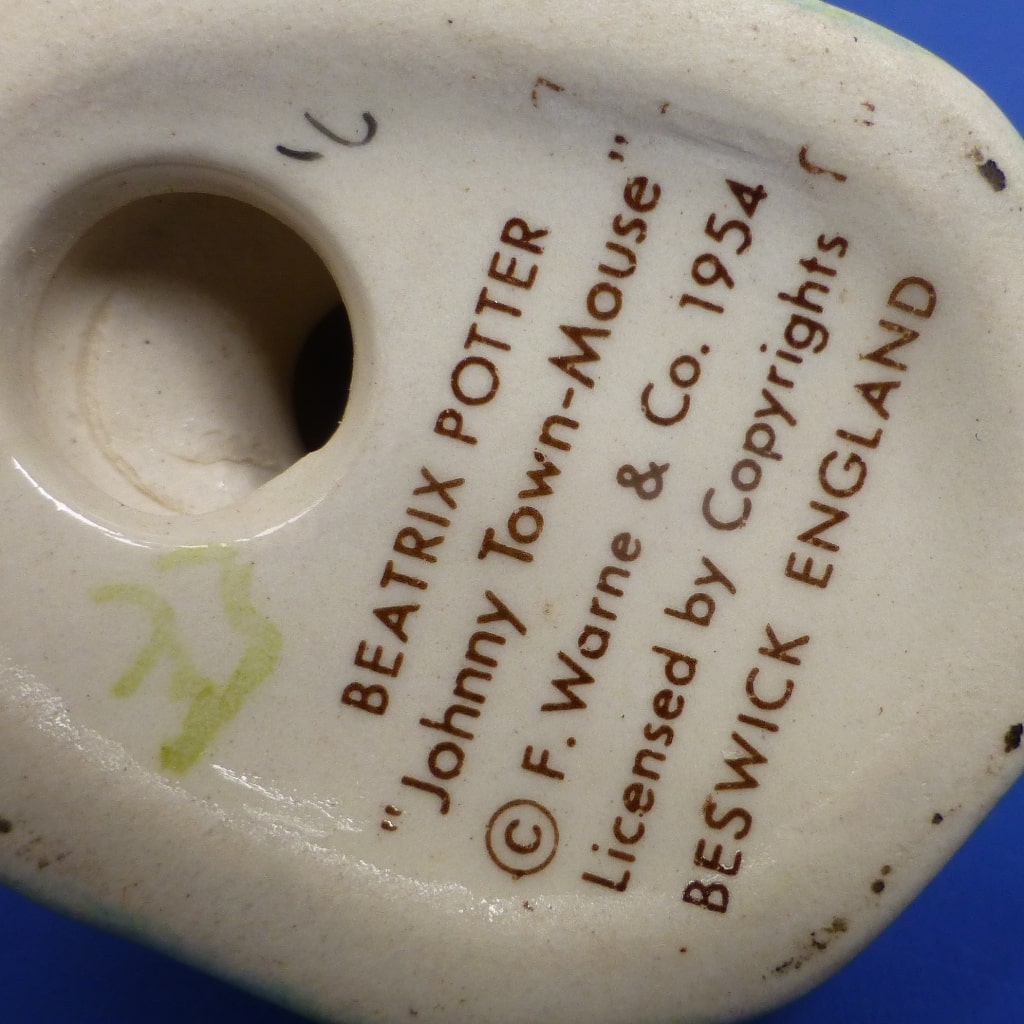 BEATRIX POTTER
"Johnny Town-Mouse"
© F. Warne & Co. 1954
Licensed by Copyrights
BESWICK ENGLAND